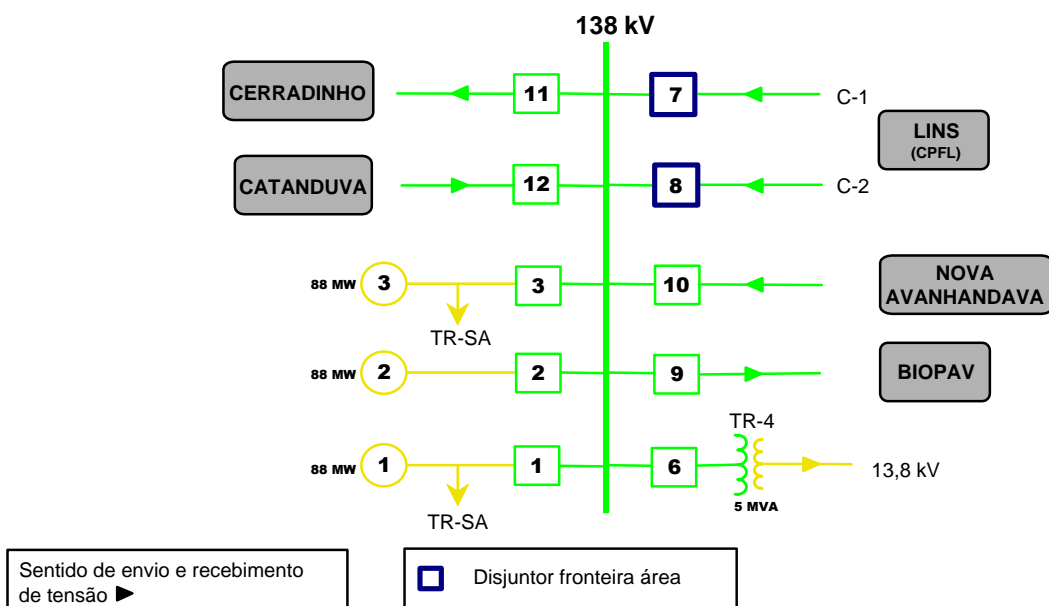 138 kV
CERRADINHO
11
7
C-1
LINS
(CPFL)
CATANDUVA
12
8
C-2
88 MW
3
3
10
NOVA
AVANHANDAVA
TR-SA
88 MW
2
2
9
BIOPAV
TR-4
88 MW
1
1
6
13,8 kV
5 MVA
TR-SA
Sentido de envio e recebimento
de tensão
Disjuntor fronteira área